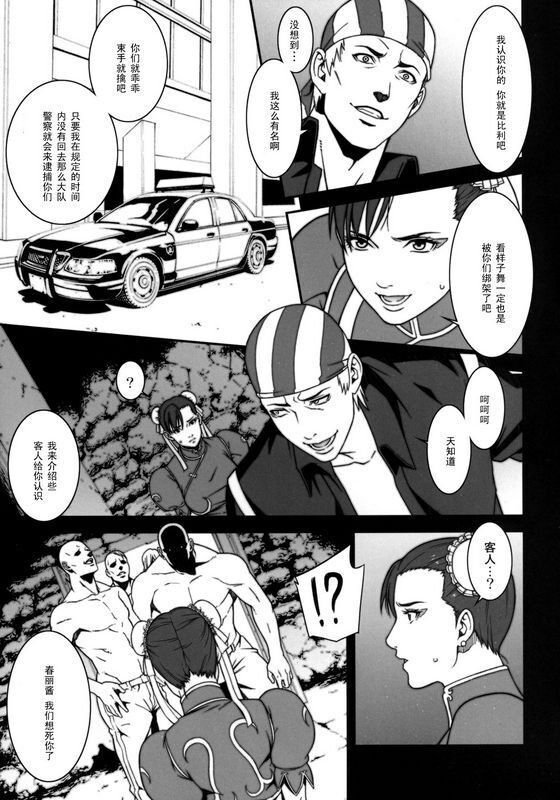 我认识你的 你就是比利吧
没想到…
我这么有名啊
你们就乖乖
束手就擒吧
只要我在规定的时间
内没有回去那么大队
警察就会来逮捕你们
看样子舞一定也是
被你们绑架了吧
呵呵呵
天知道
？
我来介绍些
客人给你认识
客人…？
!?
春丽酱 我们想死你了